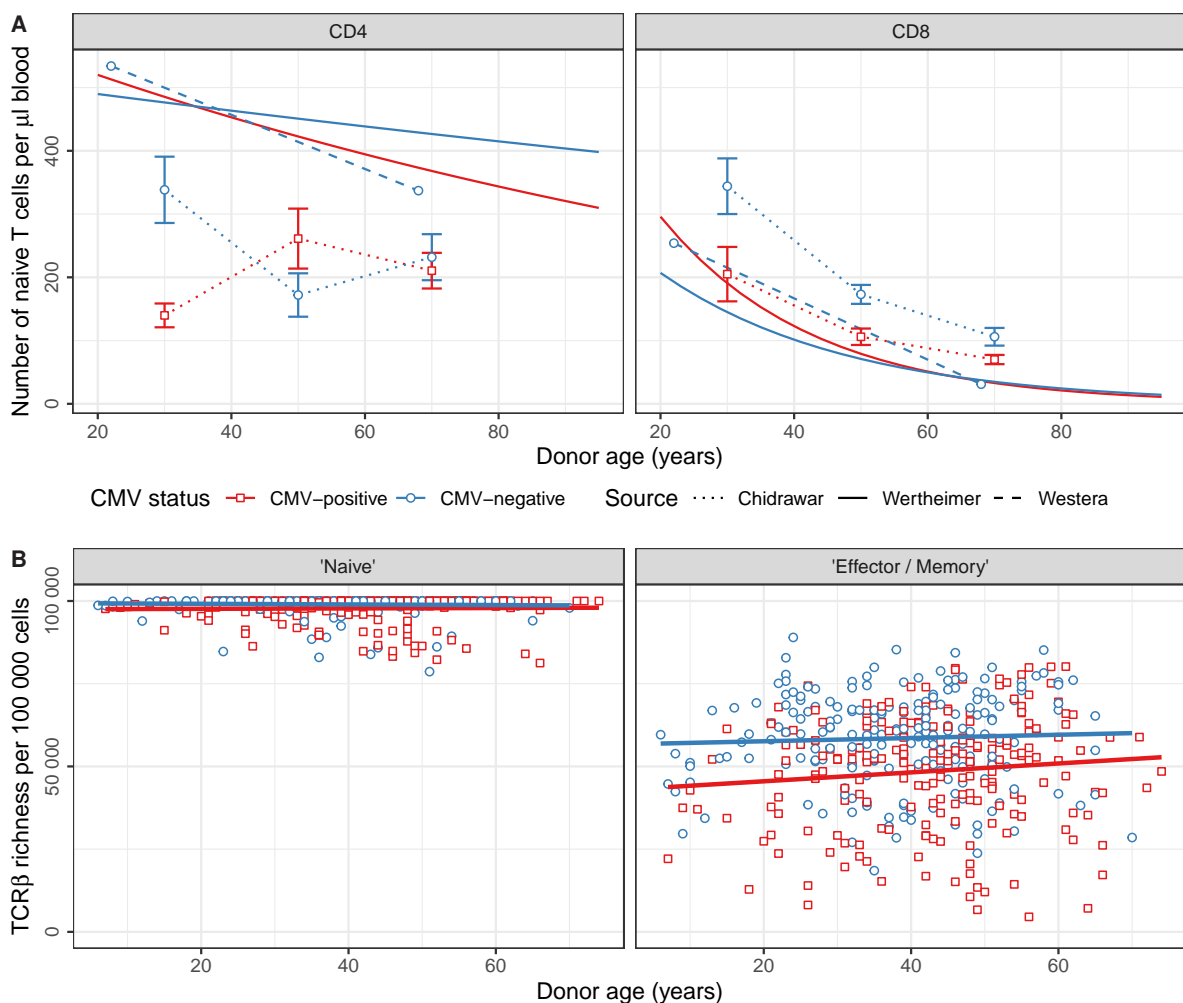 A
CD4
CD8
Number of naive T cells per μl blood
0
200
400
20
40
60
80
20
40
60
80
Donor age (years)
CMV status
CMV−positive
CMV−negative
Source
Chidrawar
Wertheimer
Westera
B
'Naive'
'Effector / Memory'
TCRβ richness per 100 000 cells
100 000
50 000
0
20
40
60
20
40
60
Donor age (years)